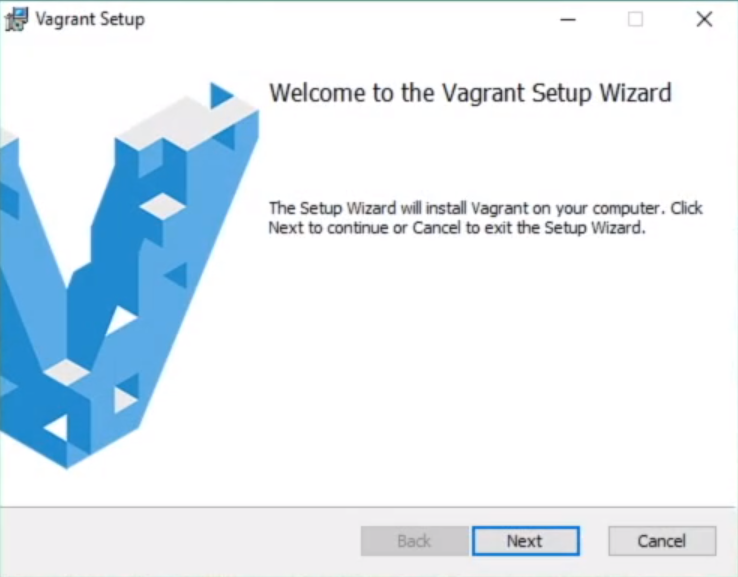 Vagrant Setup
Welcome to the Vagrant Setup Wizard
The Setup Wizard will install Vagrant on your computer. Click
Next to continue or Cancel to exit the Setup Wizard.
Back Next Cancel